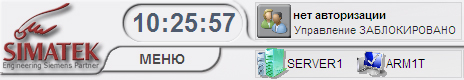 SIMATEK
Engineering Siemens Partner
10:25:57
МЕНЮ
нет авторизации
Управление ЗАБЛОКИРОВАНО
SERVER1 ARM1T